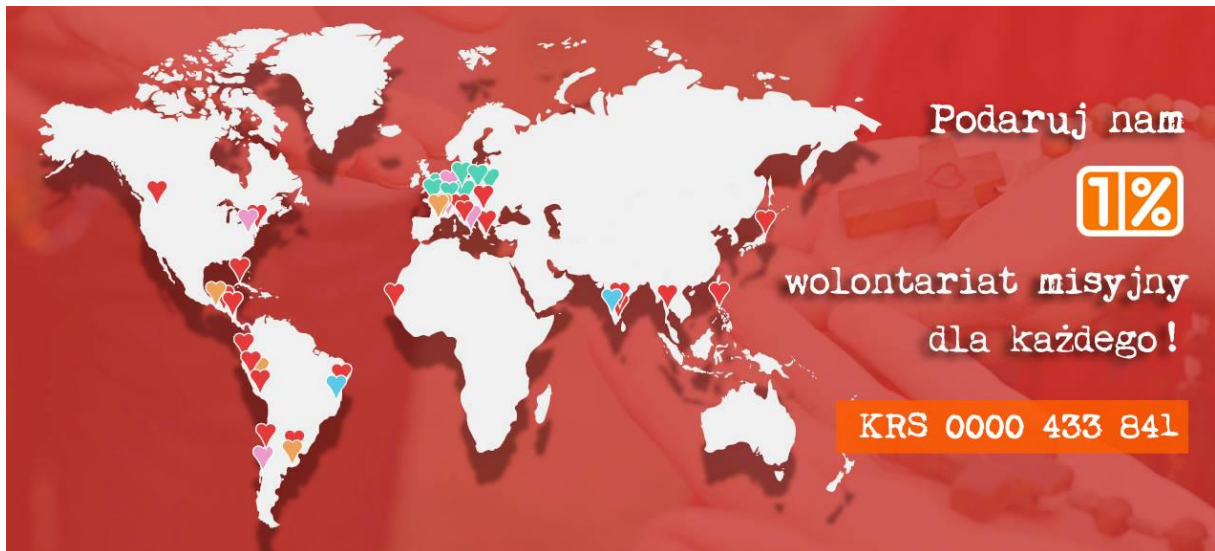 Podaruj nam
1%
wolontariat misyjny
dla każdego!
KRS 0000 433 841